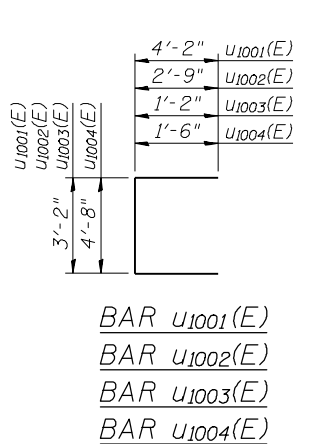 4'-2" u1001(E)
2'-9" u1002(E)
1'-2" u1003(E)
1'-6" u1004(E)
u1001(E)
u1002(E)
u1003(E)
u1004(E)
3'-2"
4'-8"
BAR u1001(E)
BAR u1002(E)
BAR u1003(E)
BAR u1004(E)